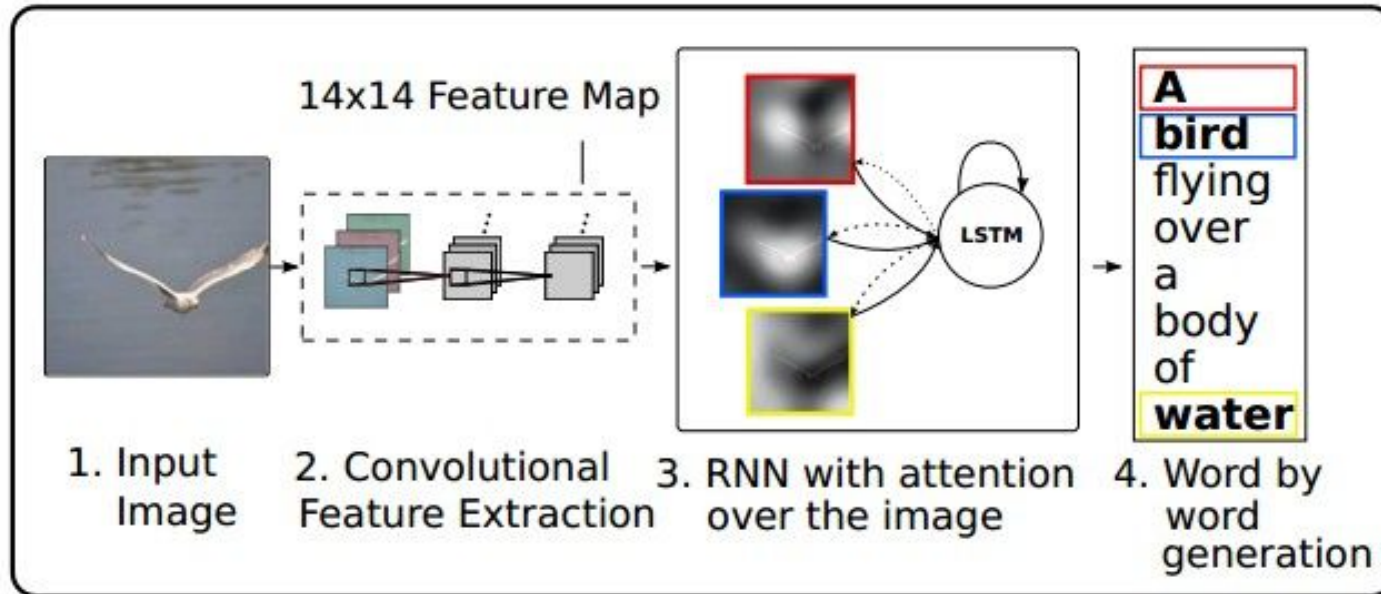 14x14 Feature Map
LSTM
A
bird
flying
over
a
body
of
water
1. Input
Image
2. Convolutional
Feature Extraction
3. RNN with attention
over the image
4. Word by
word
generation